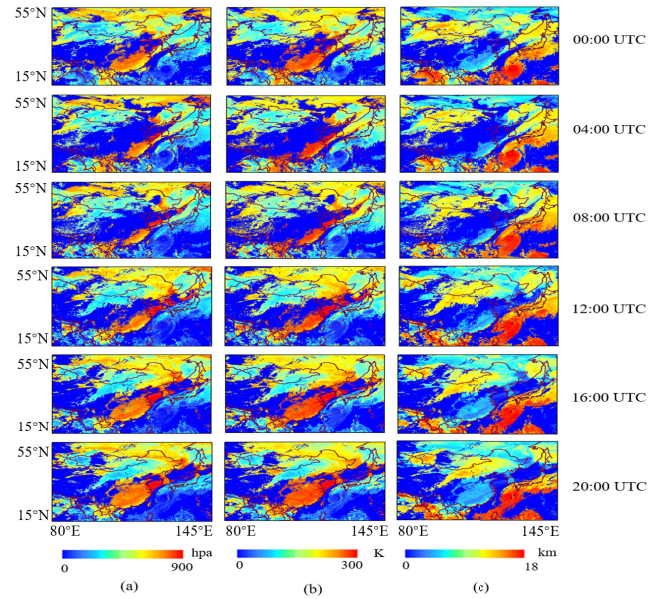 55°N
00:00 UTC
15°N
55°N
04:00 UTC
15°N
55°N
08:00 UTC
15°N
55°N
12:00 UTC
15°N
55°N
16:00 UTC
15°N
55°N
20:00 UTC
15°N
80°E 145°E 80°E 145°E 80°E 145°E
hpa K km
0 900 0 300 0 18
(a) (b) (c)